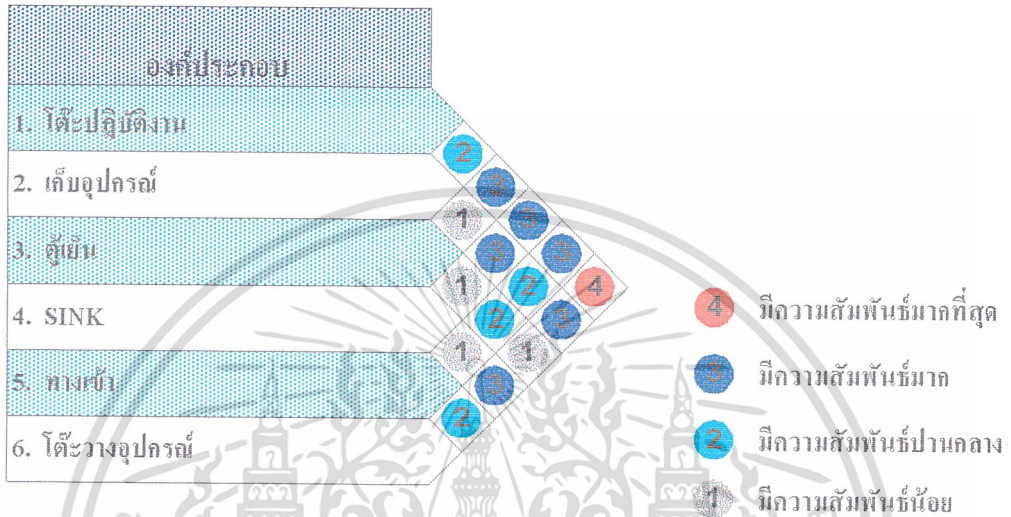 องค์ประกอบ
1. โต๊ะปฏิบัติงาน
2
2. เก็บอุปกรณ์
3
1
3
3. ตู้เย็น
3
3
1
2
4
4. SINK
2
3
1
1
5. ทางเข้า
3
2
6. โต๊ะวางอุปกรณ์
4 มีความสัมพันธ์มากที่สุด
3 มีความสัมพันธ์มาก
2 มีความสัมพันธ์ปานกลาง
1 มีความสัมพันธ์น้อย